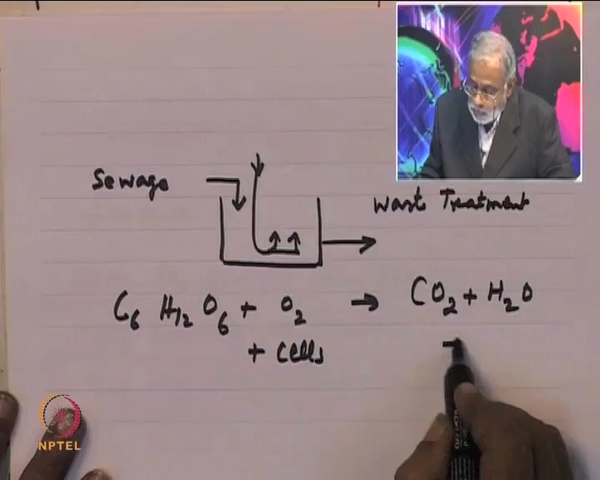 Sewage
Wast Treatment
C6 H12 O6 + O2 → CO2 + H2O
+ cells
NPTEL